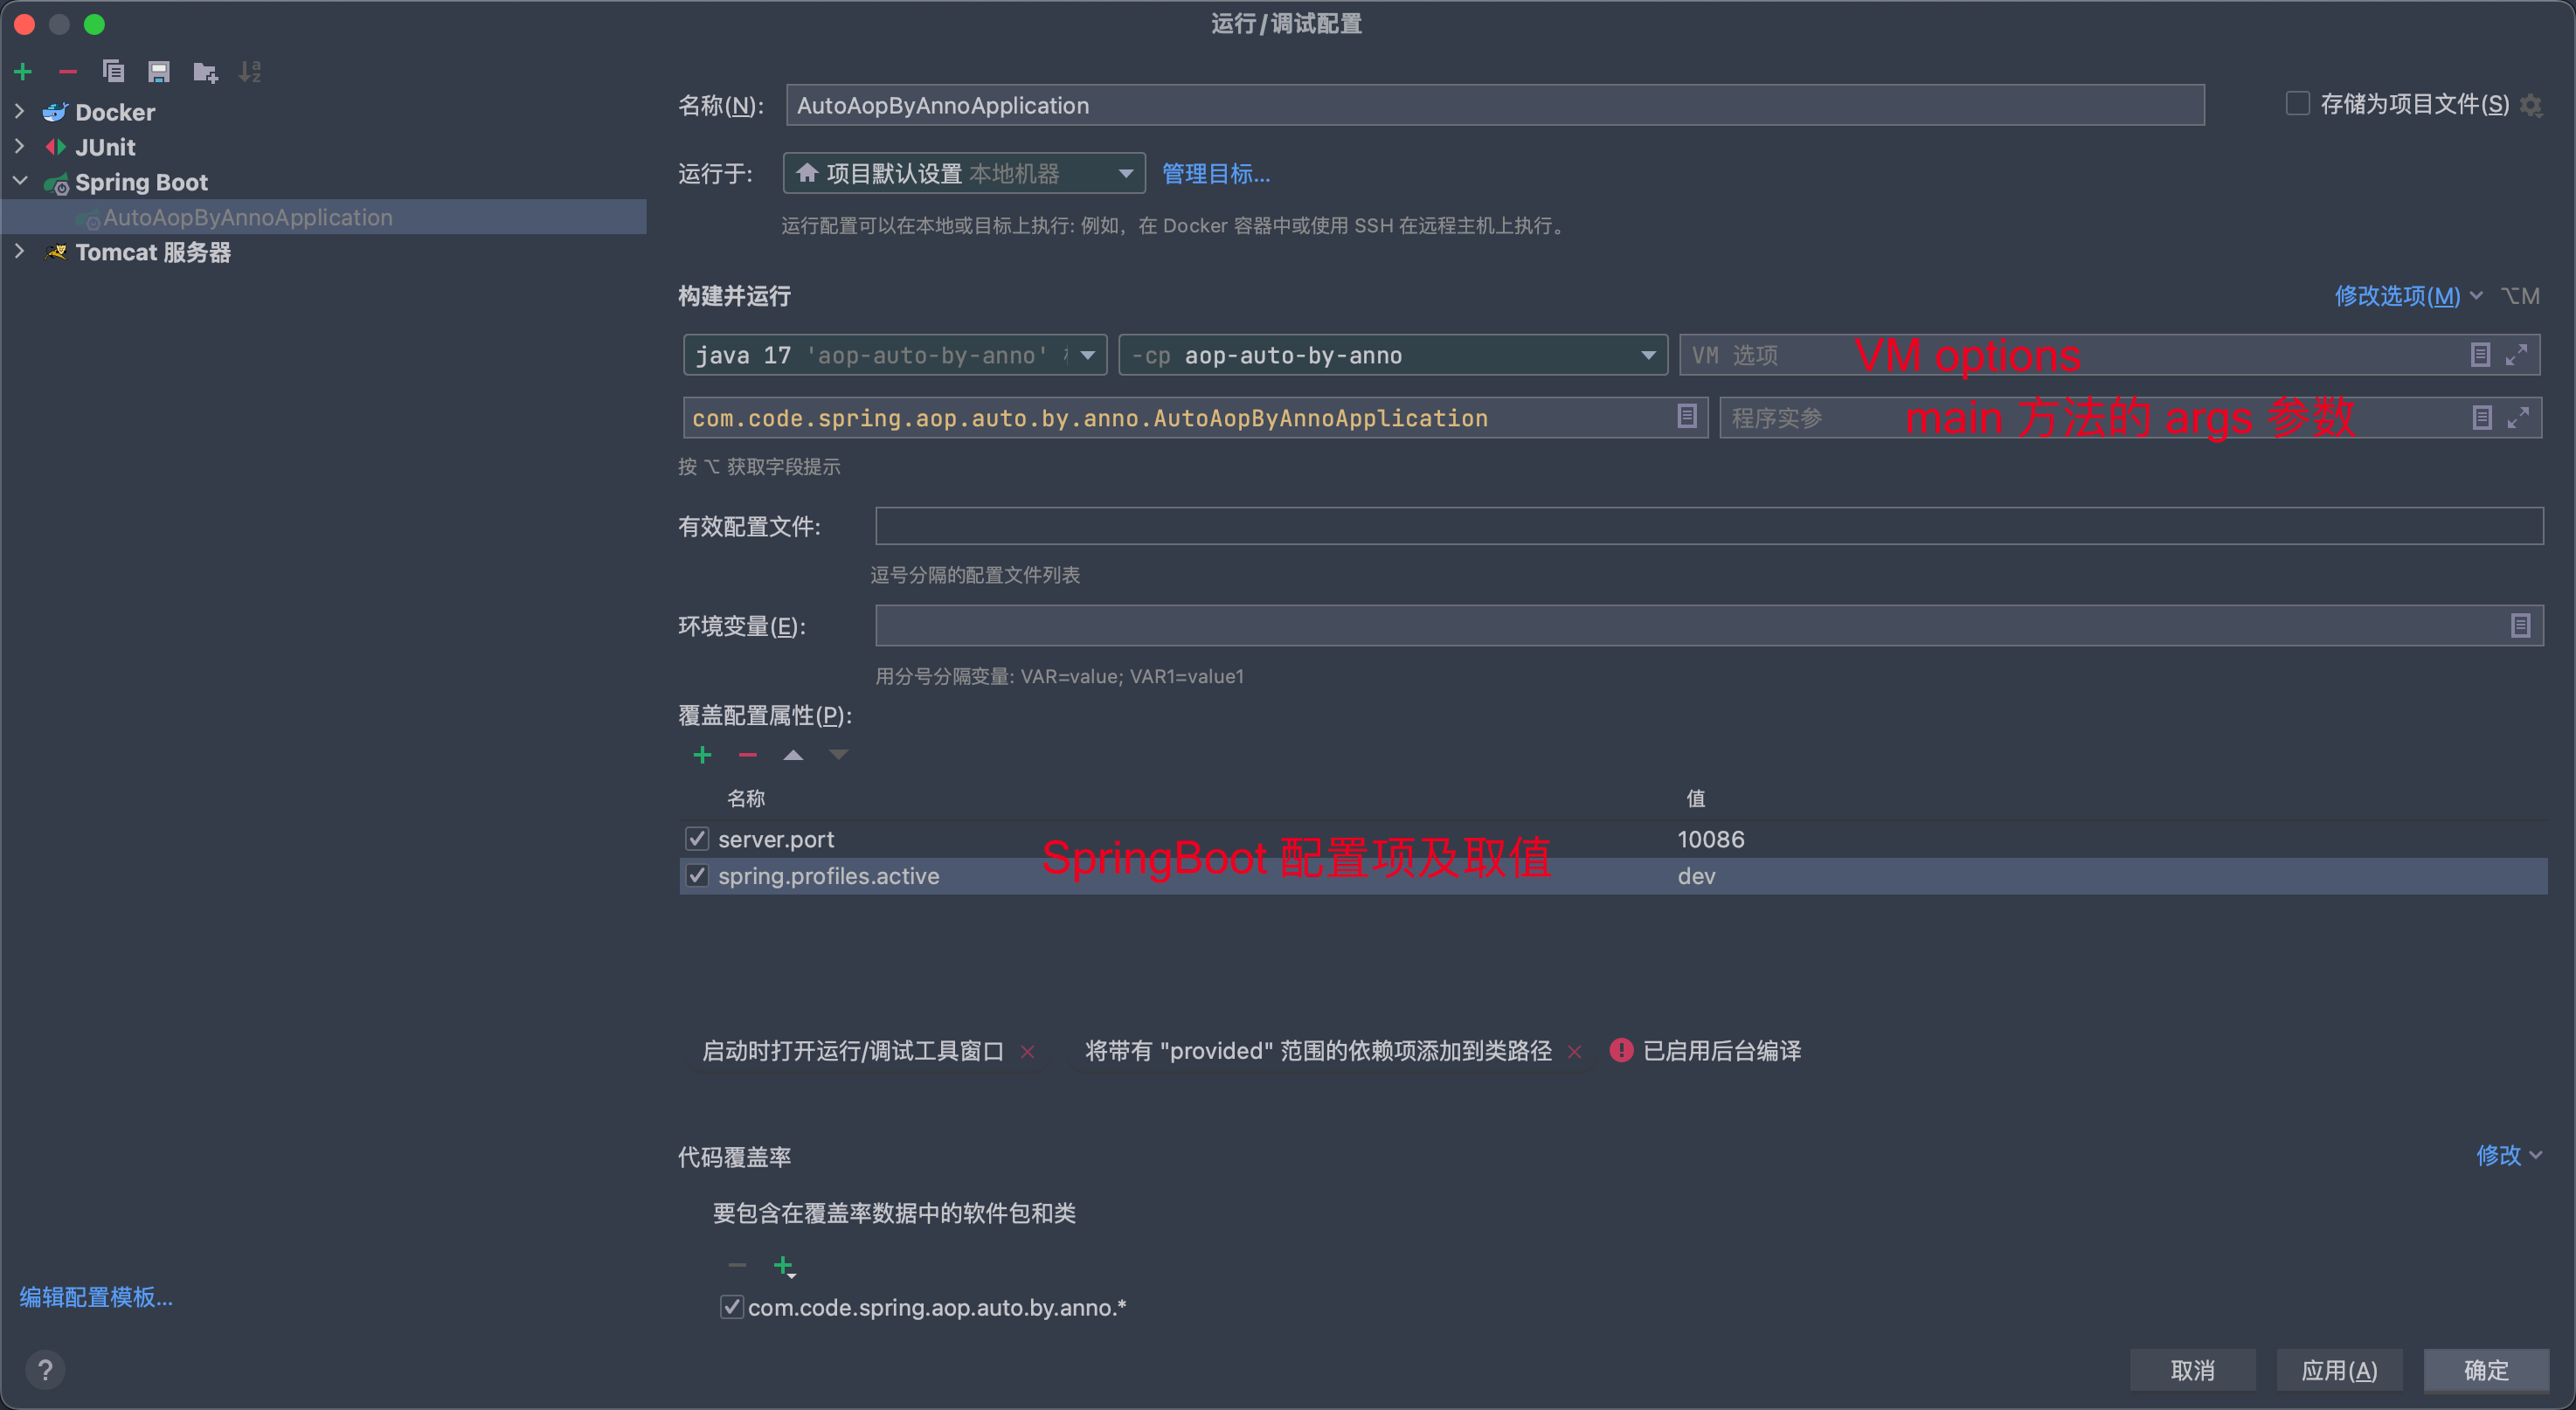 运行/调试配置
Docker
JUnit
Spring Boot
AutoAopByAnnoApplication
Tomcat 服务器
编辑配置模板...
名称(N): AutoAopByAnnoApplication 存储为项目文件(S)
运行于: 项目默认设置 本地机器 管理目标...
运行配置可以在本地或目标上执行: 例如，在 Docker 容器中或使用 SSH 在远程主机上执行。
构建并运行 修改选项(M) ⌥M
java 17 'aop-auto-by-anno' -cp aop-auto-by-anno VM 选项 VM options
com.code.spring.aop.auto.by.anno.AutoAopByAnnoApplication 程序实参 main 方法的 args 参数
按 ⌥ 获取字段提示
有效配置文件:
逗号分隔的配置文件列表
环境变量(E):
用分号分隔变量: VAR=value; VAR1=value1
覆盖配置属性(P):
名称 值
server.port 10086
SpringBoot 配置项及取值
spring.profiles.active dev
启动时打开运行/调试工具窗口 将带有 "provided" 范围的依赖项添加到类路径 已启用后台编译
代码覆盖率 修改
要包含在覆盖率数据中的软件包和类
com.code.spring.aop.auto.by.anno.*
? 取消 应用(A) 确定